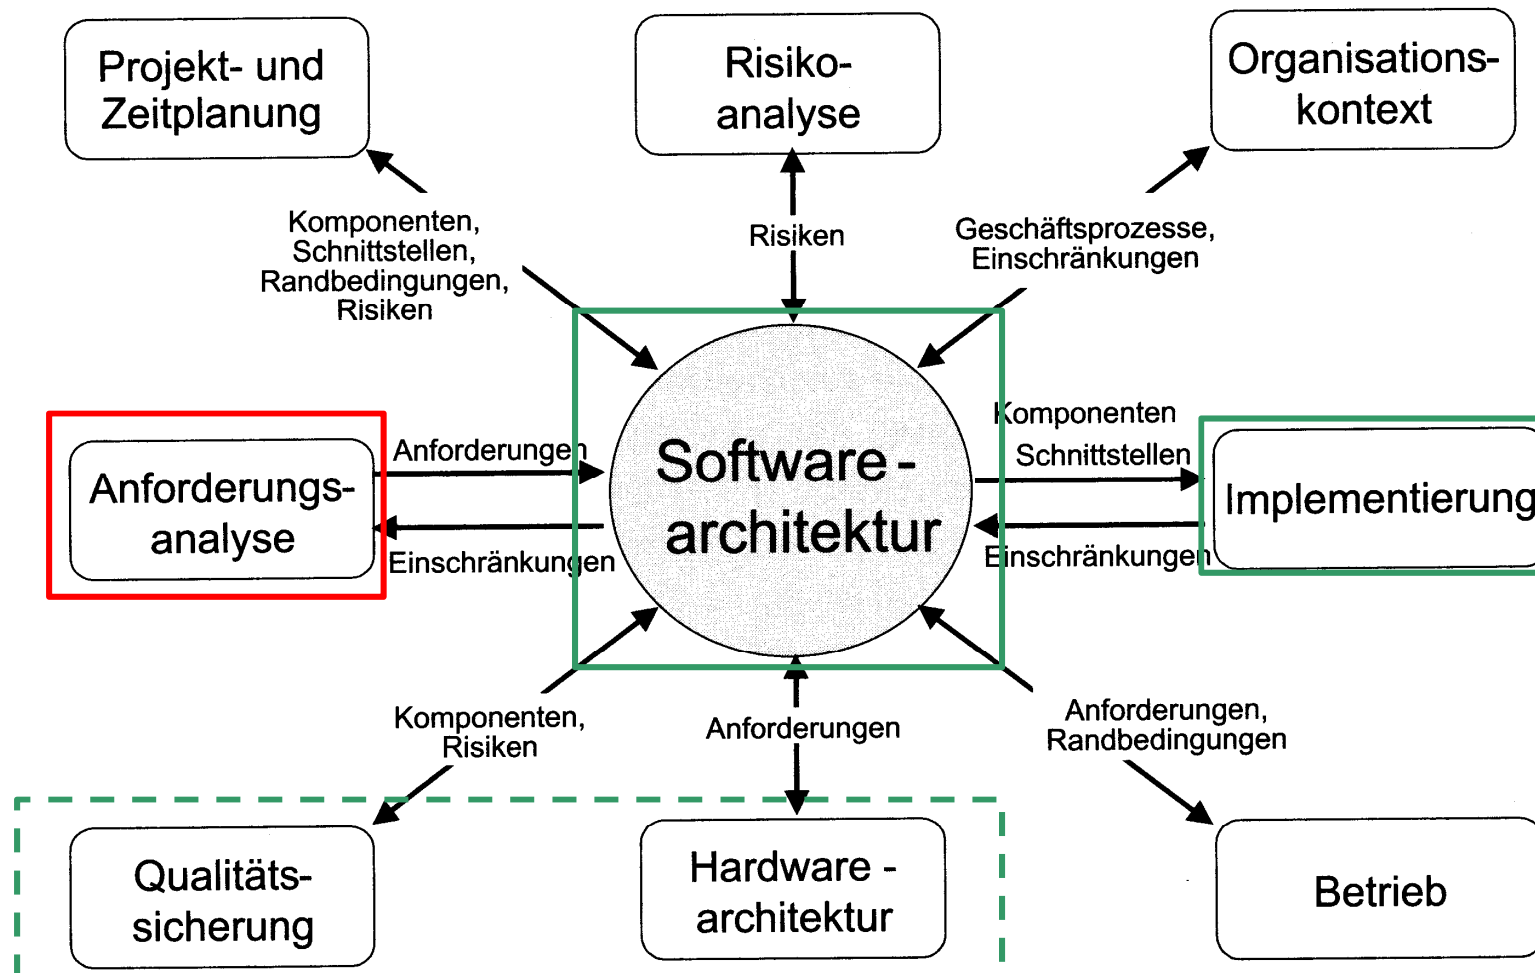 Projekt- und
Zeitplanung
Risiko-
analyse
Organisations-
kontext
Komponenten,
Schnittstellen,
Randbedingungen,
Risiken
Risiken
Geschäftsprozesse,
Einschränkungen
Anforderungs-
analyse
Anforderungen
Einschränkungen
Software -
architektur
Komponenten
Schnittstellen
Einschränkungen
Implementierung
Komponenten,
Risiken
Anforderungen
Anforderungen,
Randbedingungen
Qualitäts-
sicherung
Hardware -
architektur
Betrieb